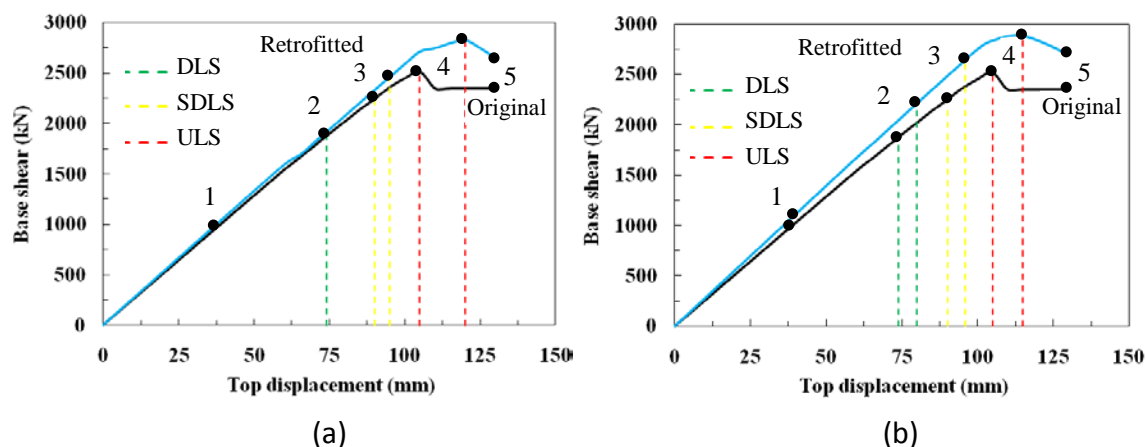 3000
2500
2000
1500
1000
500
0
0 25 50 75 100 125 150
Base shear (kN)
Top displacement (mm)
Retrofitted
DLS
SDLS
ULS
1
2
3
4
5
Original
(a)
3000
2500
2000
1500
1000
500
0
0 25 50 75 100 125 150
Base shear (kN)
Top displacement (mm)
Retrofitted
DLS
SDLS
ULS
1
2
3
4
5
Original
(b)